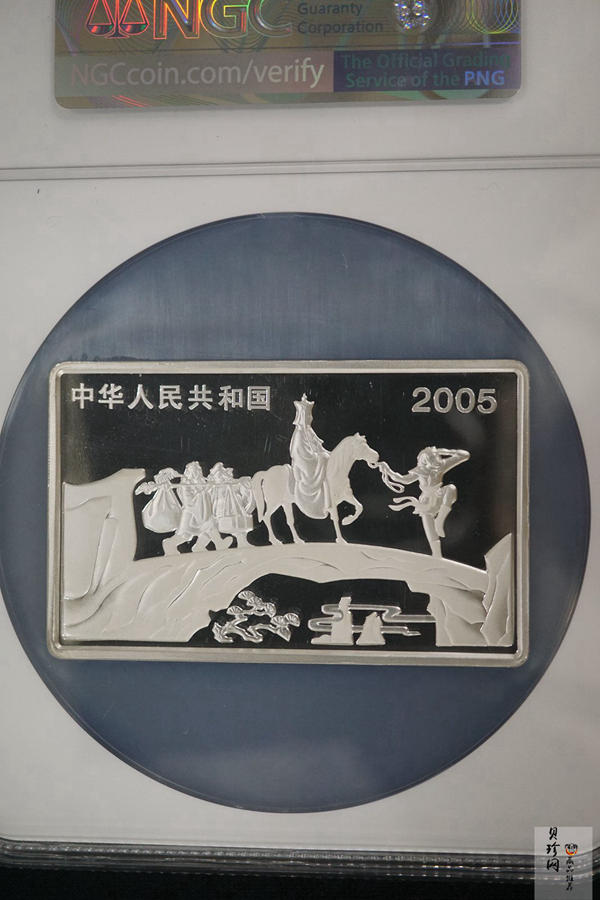 NGC
Guaranty
Corporation
NGCcoin.com/verify
The Official Grading
Service of the PNG
中华人民共和国
2005
贝珍网